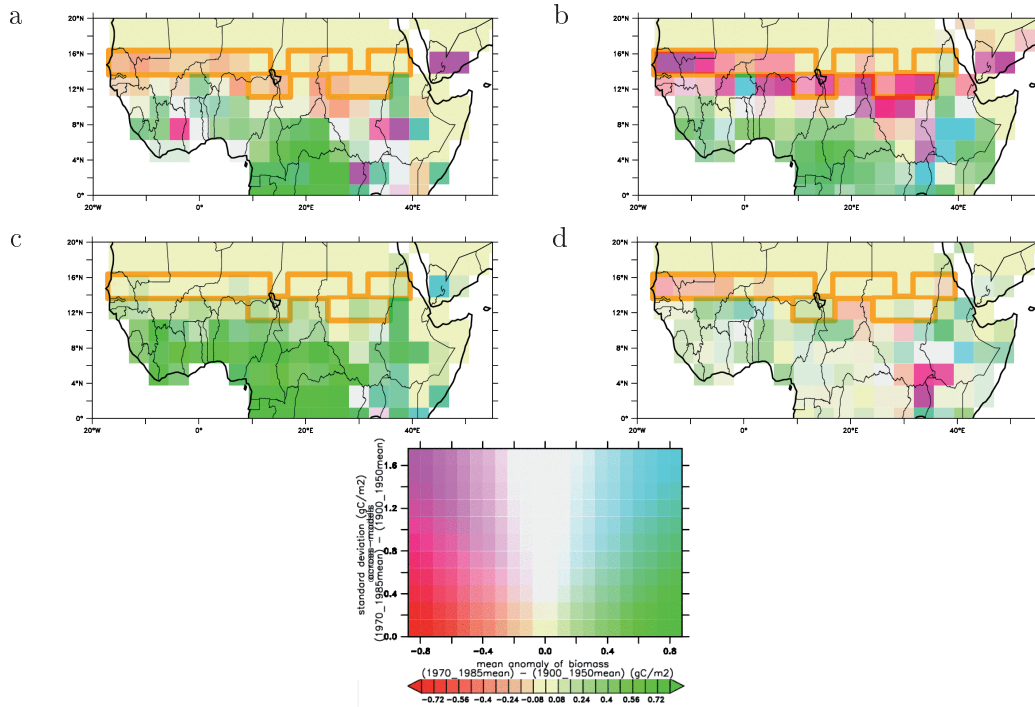 a
b
20°N
16°N
12°N
8°N
4°N
0°
20°W
0°
20°E
40°E
20°N
16°N
12°N
8°N
4°N
0°
20°W
0°
20°E
40°E
c
d
20°N
16°N
12°N
8°N
4°N
0°
20°W
0°
20°E
40°E
20°N
16°N
12°N
8°N
4°N
0°
20°W
0°
20°E
40°E
standard deviation (gC/m2)
across-models
(1970_1985mean) - (1900_1950mean)
1.6
1.2
0.8
0.4
0.0
-0.8
-0.4
0.0
0.4
0.8
mean anomaly of biomass
(1970_1985mean) - (1900_1950mean) (gC/m2)
-0.72 -0.56 -0.4 -0.24 -0.08 0.08 0.24 0.4 0.56 0.72